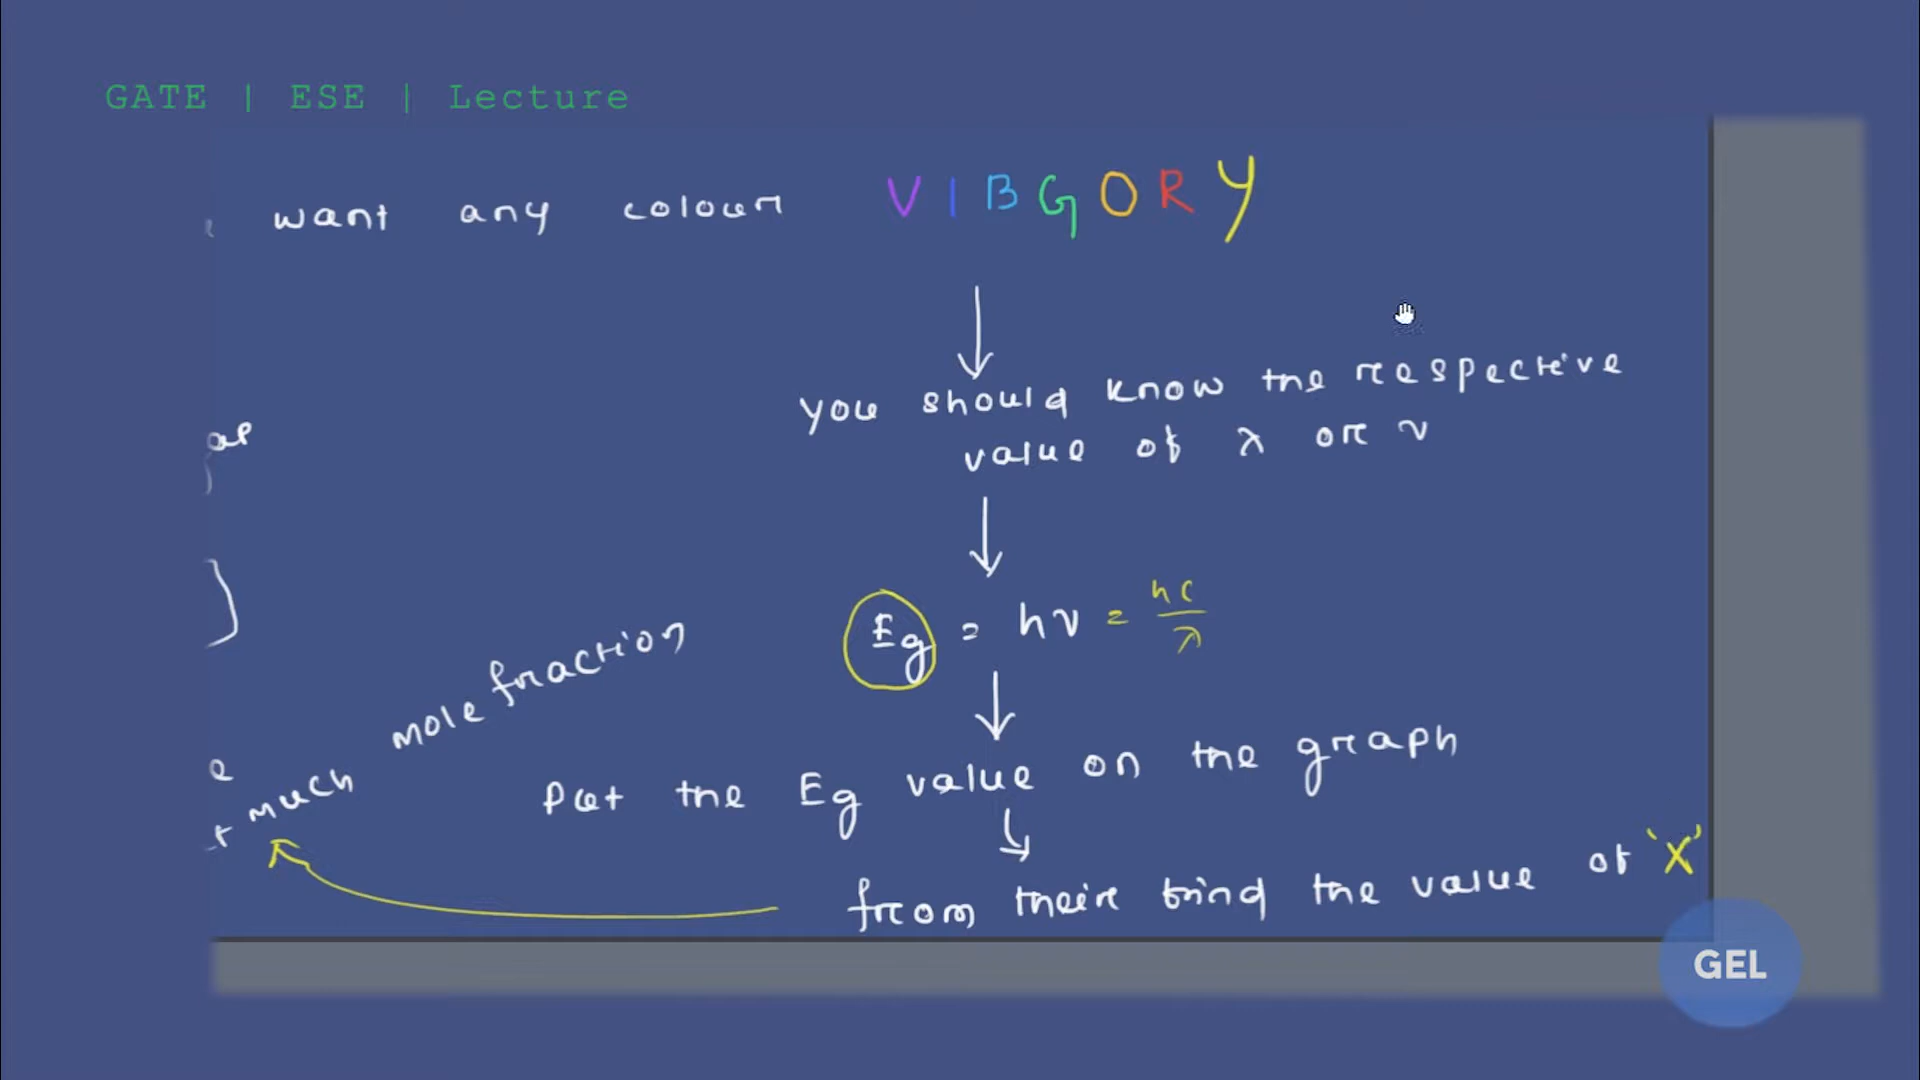 GATE | ESE | Lecture
want any colour VIBGORY
you should know the respective
value of λ or ν
Eg = hν = hc/λ
much mole fraction
Put the Eg value on the graph
from their find the value of 'X'
GEL